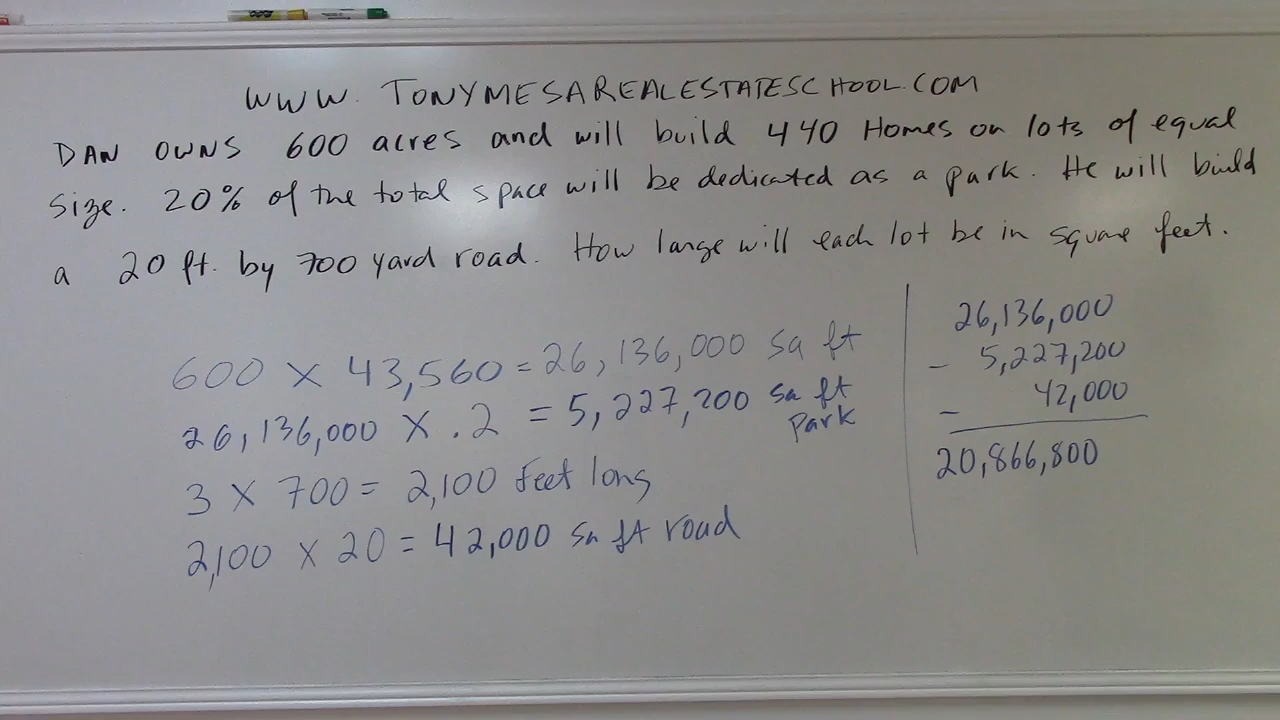 WWW. TONYMESAREALESTATESCHOOL.COM
DAN OWNS 600 acres and will build 440 Homes on lots of equal
size. 20% of the total space will be dedicated as a park. He will build
a 20 ft. by 700 yard road. How large will each lot be in square feet.
600 X 43,560 = 26,136,000 sq ft
26,136,000 X .2 = 5,227,200 sq ft
park
3 X 700 = 2,100 feet long
2,100 X 20 = 42,000 sq ft road
26,136,000
- 5,227,200
- 42,000
20,866,800